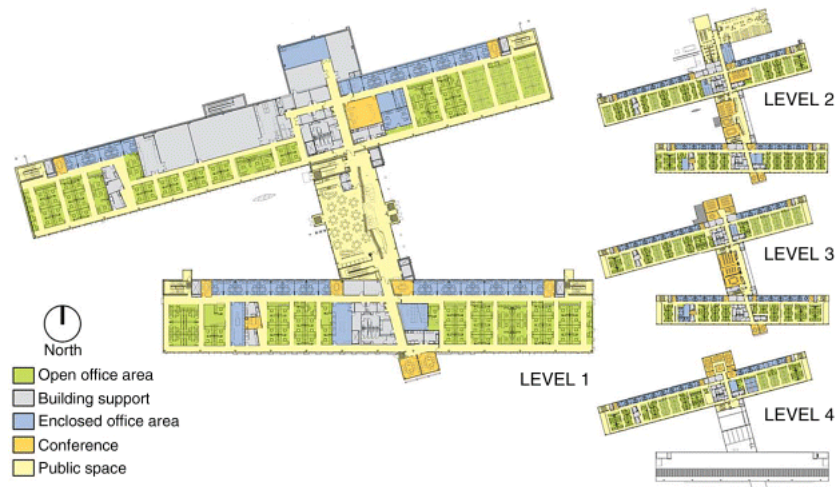 LEVEL 2
LEVEL 3
LEVEL 1
LEVEL 4
North
Open office area
Building support
Enclosed office area
Conference
Public space